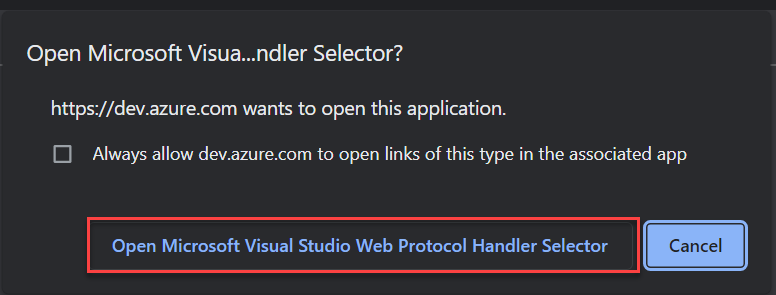 Open Microsoft Visua...ndler Selector?
https://dev.azure.com wants to open this application.
Always allow dev.azure.com to open links of this type in the associated app
Open Microsoft Visual Studio Web Protocol Handler Selector
Cancel